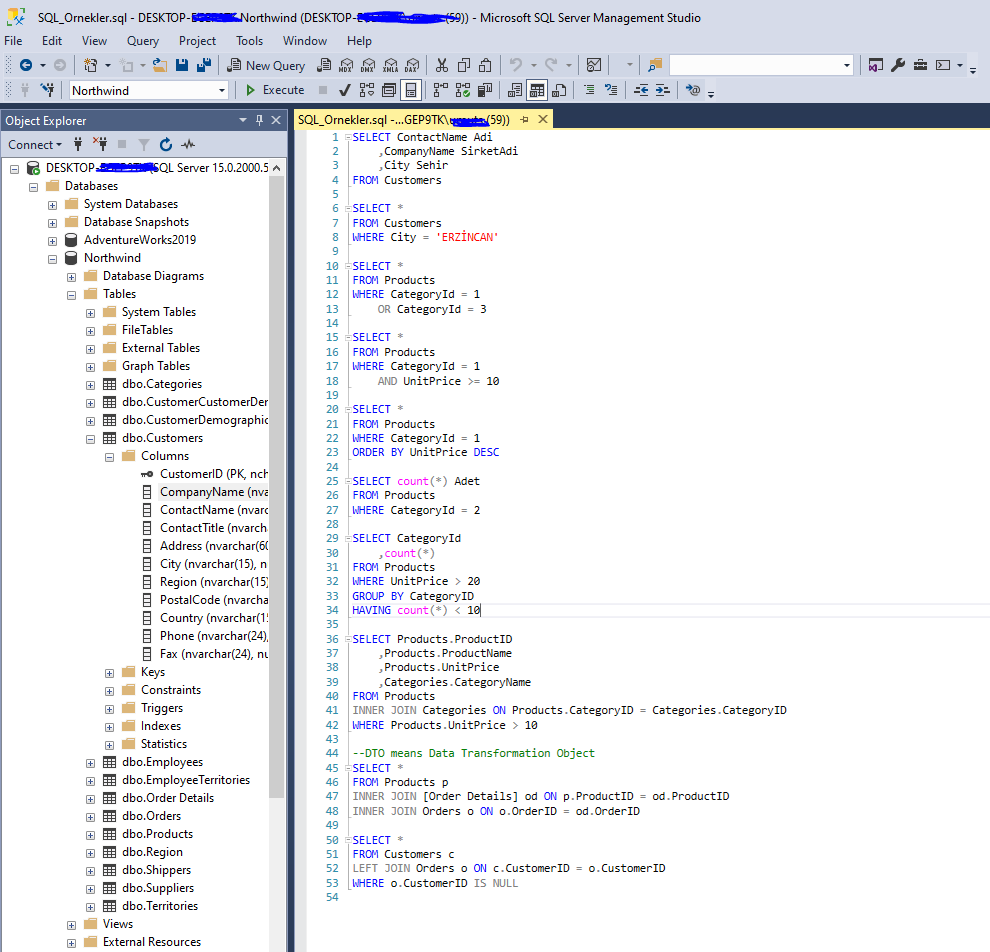 SQL_Ornekler.sql - DESKTOP- Northwind (DESKTOP- (59)) - Microsoft SQL Server Management Studio
File Edit View Query Project Tools Window Help
New Query MDX DMX XMLA DAX
Northwind Execute
Object Explorer
Connect
DESKTOP- SQL Server 15.0.2000.5
Databases
System Databases
Database Snapshots
AdventureWorks2019
Northwind
Database Diagrams
Tables
System Tables
FileTables
External Tables
Graph Tables
dbo.Categories
dbo.CustomerCustomerDer
dbo.CustomerDemographic
dbo.Customers
Columns
CustomerID (PK, nch
CompanyName (nva
ContactName (nvarc
ContactTitle (nvarch
Address (nvarchar(60
City (nvarchar(15), n
Region (nvarchar(15)
PostalCode (nvarcha
Country (nvarchar(15
Phone (nvarchar(24),
Fax (nvarchar(24), nu
Keys
Constraints
Triggers
Indexes
Statistics
dbo.Employees
dbo.EmployeeTerritories
dbo.Order Details
dbo.Orders
dbo.Products
dbo.Region
dbo.Shippers
dbo.Suppliers
dbo.Territories
Views
External Resources
SQL_Ornekler.sql -...GEP9TK\ (59))
1 SELECT ContactName Adi
2 ,CompanyName SirketAdi
3 ,City Sehir
4 FROM Customers
5
6 SELECT *
7 FROM Customers
8 WHERE City = 'ERZİNCAN'
9
10 SELECT *
11 FROM Products
12 WHERE CategoryId = 1
13 OR CategoryId = 3
14
15 SELECT *
16 FROM Products
17 WHERE CategoryId = 1
18 AND UnitPrice >= 10
19
20 SELECT *
21 FROM Products
22 WHERE CategoryId = 1
23 ORDER BY UnitPrice DESC
24
25 SELECT count(*) Adet
26 FROM Products
27 WHERE CategoryId = 2
28
29 SELECT CategoryId
30 ,count(*)
31 FROM Products
32 WHERE UnitPrice > 20
33 GROUP BY CategoryID
34 HAVING count(*) < 10
35
36 SELECT Products.ProductID
37 ,Products.ProductName
38 ,Products.UnitPrice
39 ,Categories.CategoryName
40 FROM Products
41 INNER JOIN Categories ON Products.CategoryID = Categories.CategoryID
42 WHERE Products.UnitPrice > 10
43
44 --DTO means Data Transformation Object
45 SELECT *
46 FROM Products p
47 INNER JOIN [Order Details] od ON p.ProductID = od.ProductID
48 INNER JOIN Orders o ON o.OrderID = od.OrderID
49
50 SELECT *
51 FROM Customers c
52 LEFT JOIN Orders o ON c.CustomerID = o.CustomerID
53 WHERE o.CustomerID IS NULL
54